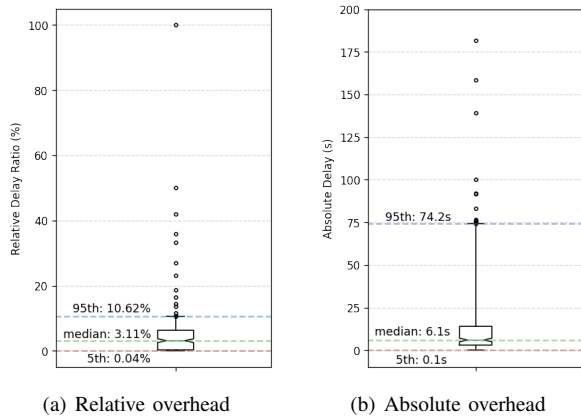 100
80
60
40
20
0
Relative Delay Ratio (%)
95th: 10.62%
median: 3.11%
5th: 0.04%
(a) Relative overhead
200
175
150
125
100
75
50
25
0
Absolute Delay (s)
95th: 74.2s
median: 6.1s
5th: 0.1s
(b) Absolute overhead